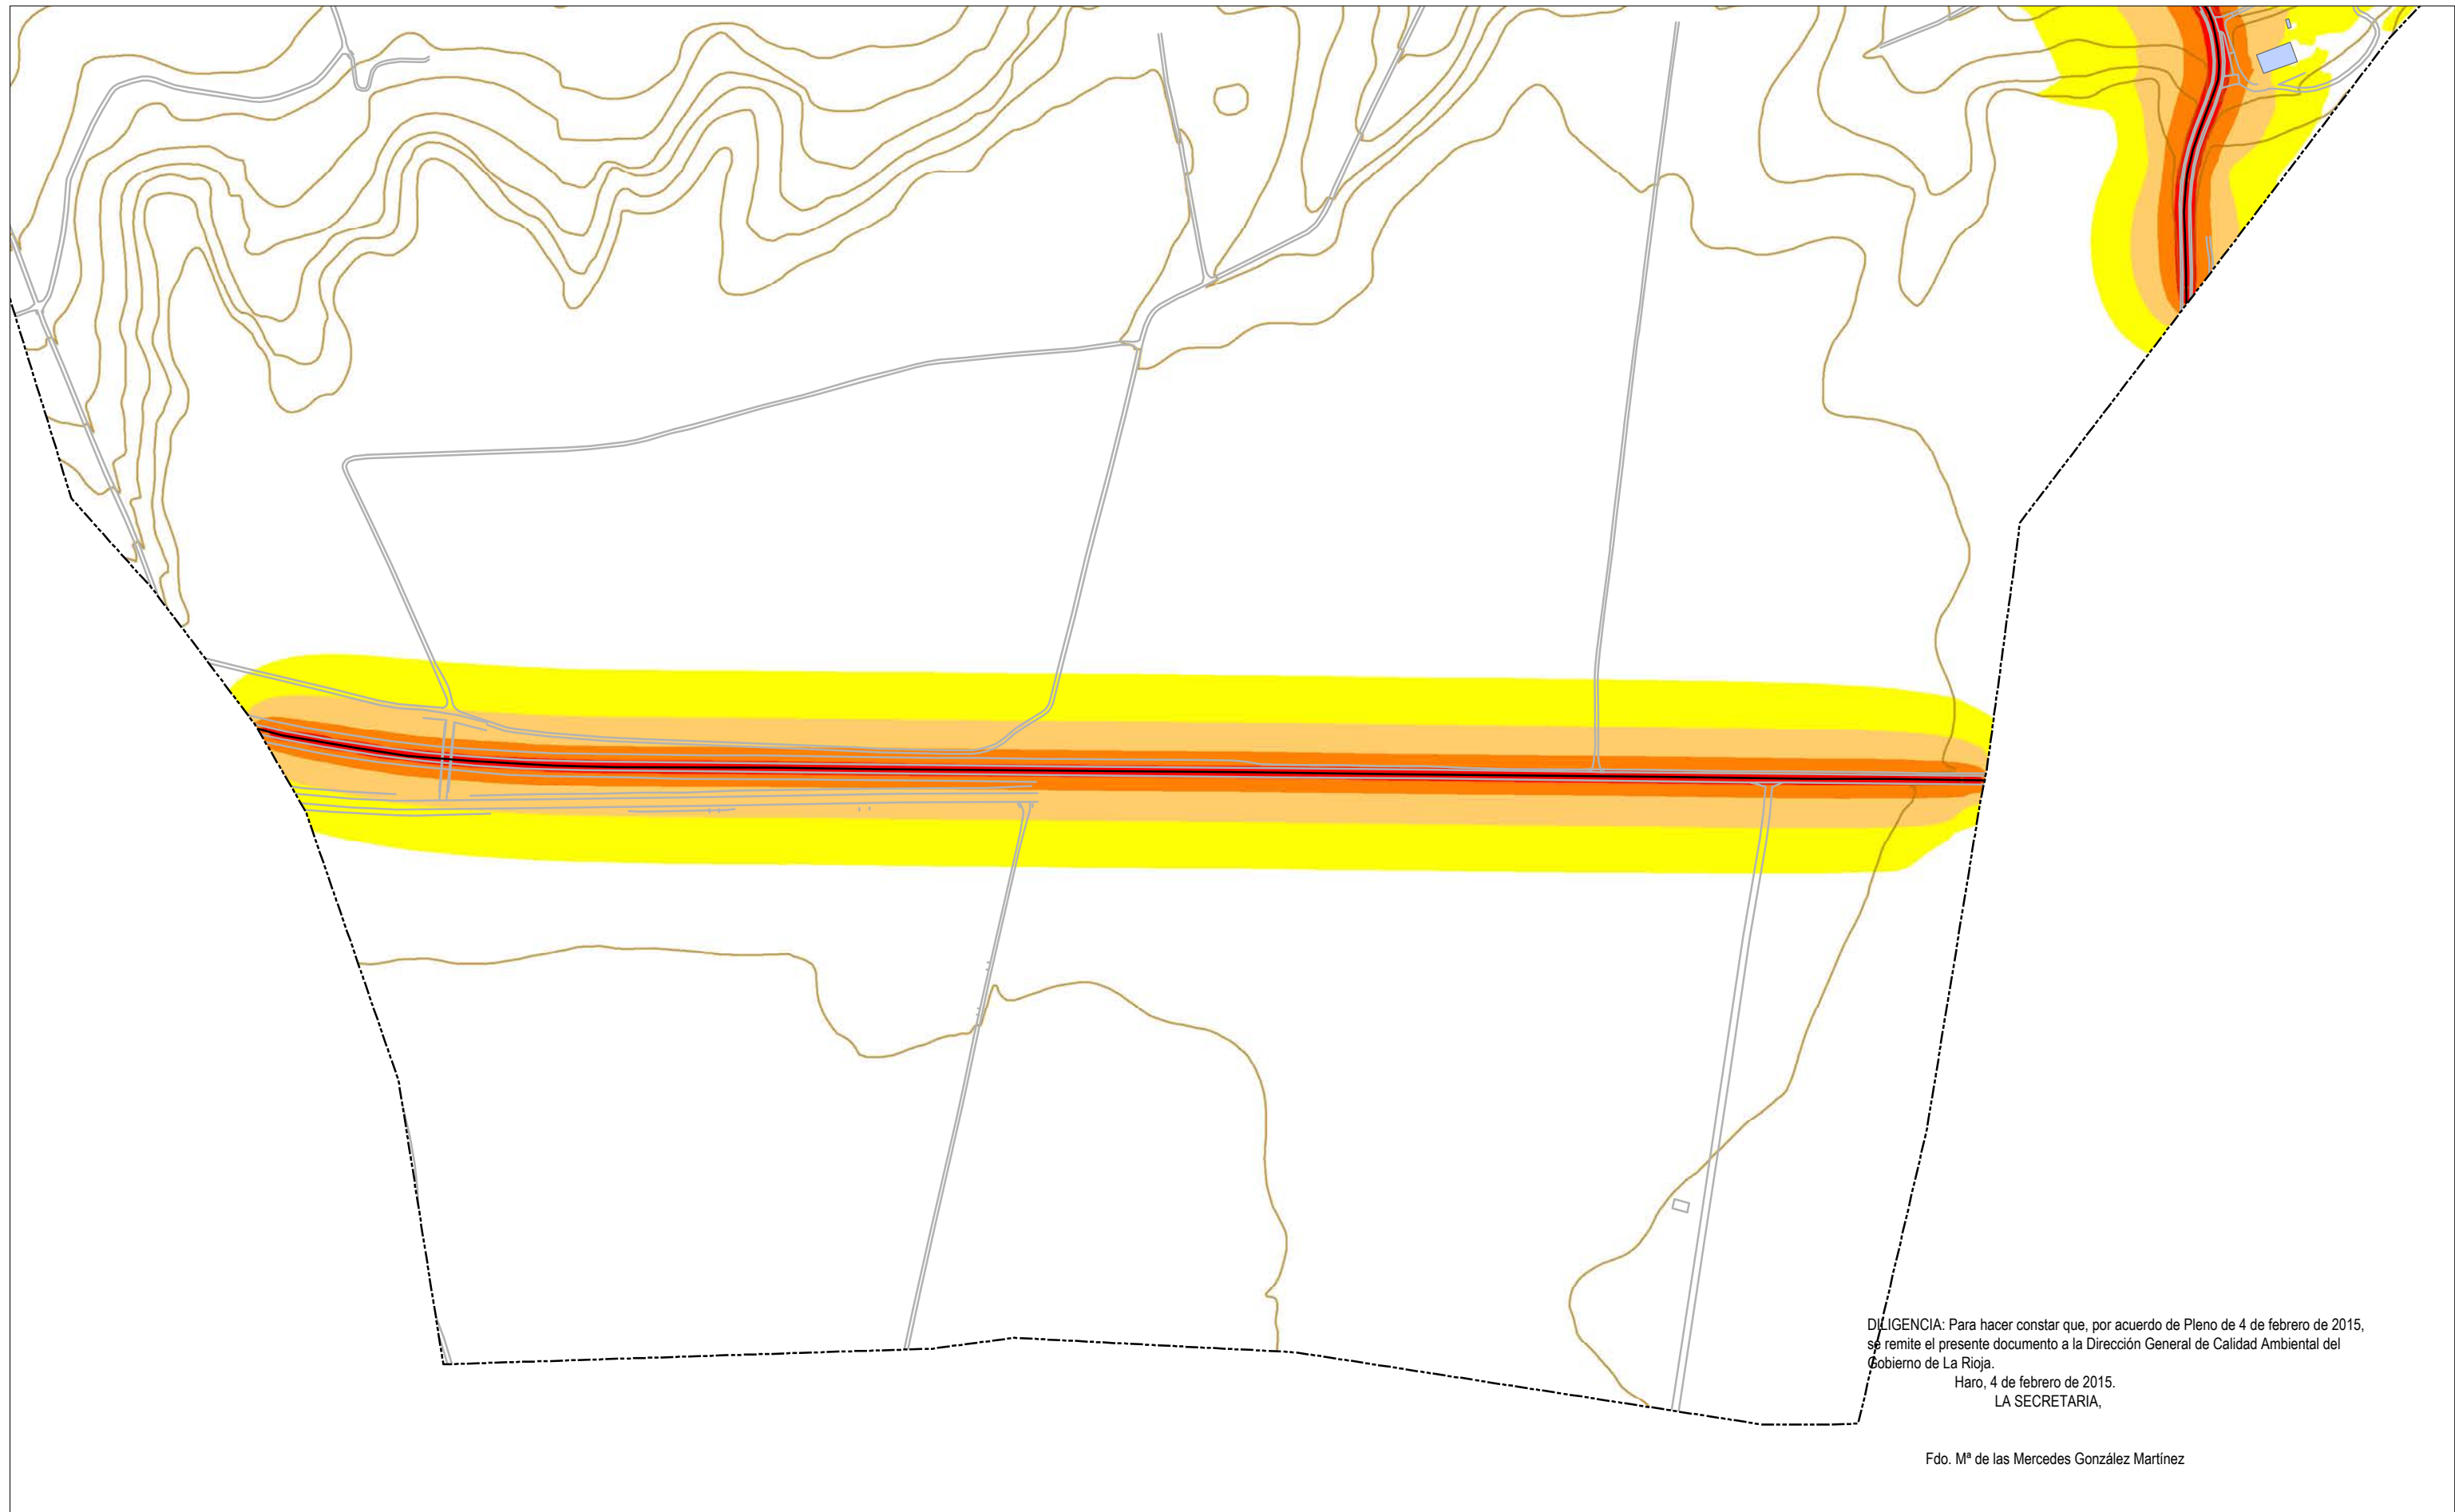 DILIGENCIA: Para hacer constar que, por acuerdo de Pleno de 4 de febrero de 2015,
se remite el presente documento a la Dirección General de Calidad Ambiental del
Gobierno de La Rioja.
Haro, 4 de febrero de 2015.
LA SECRETARIA,
Fdo. Mª de las Mercedes González Martínez